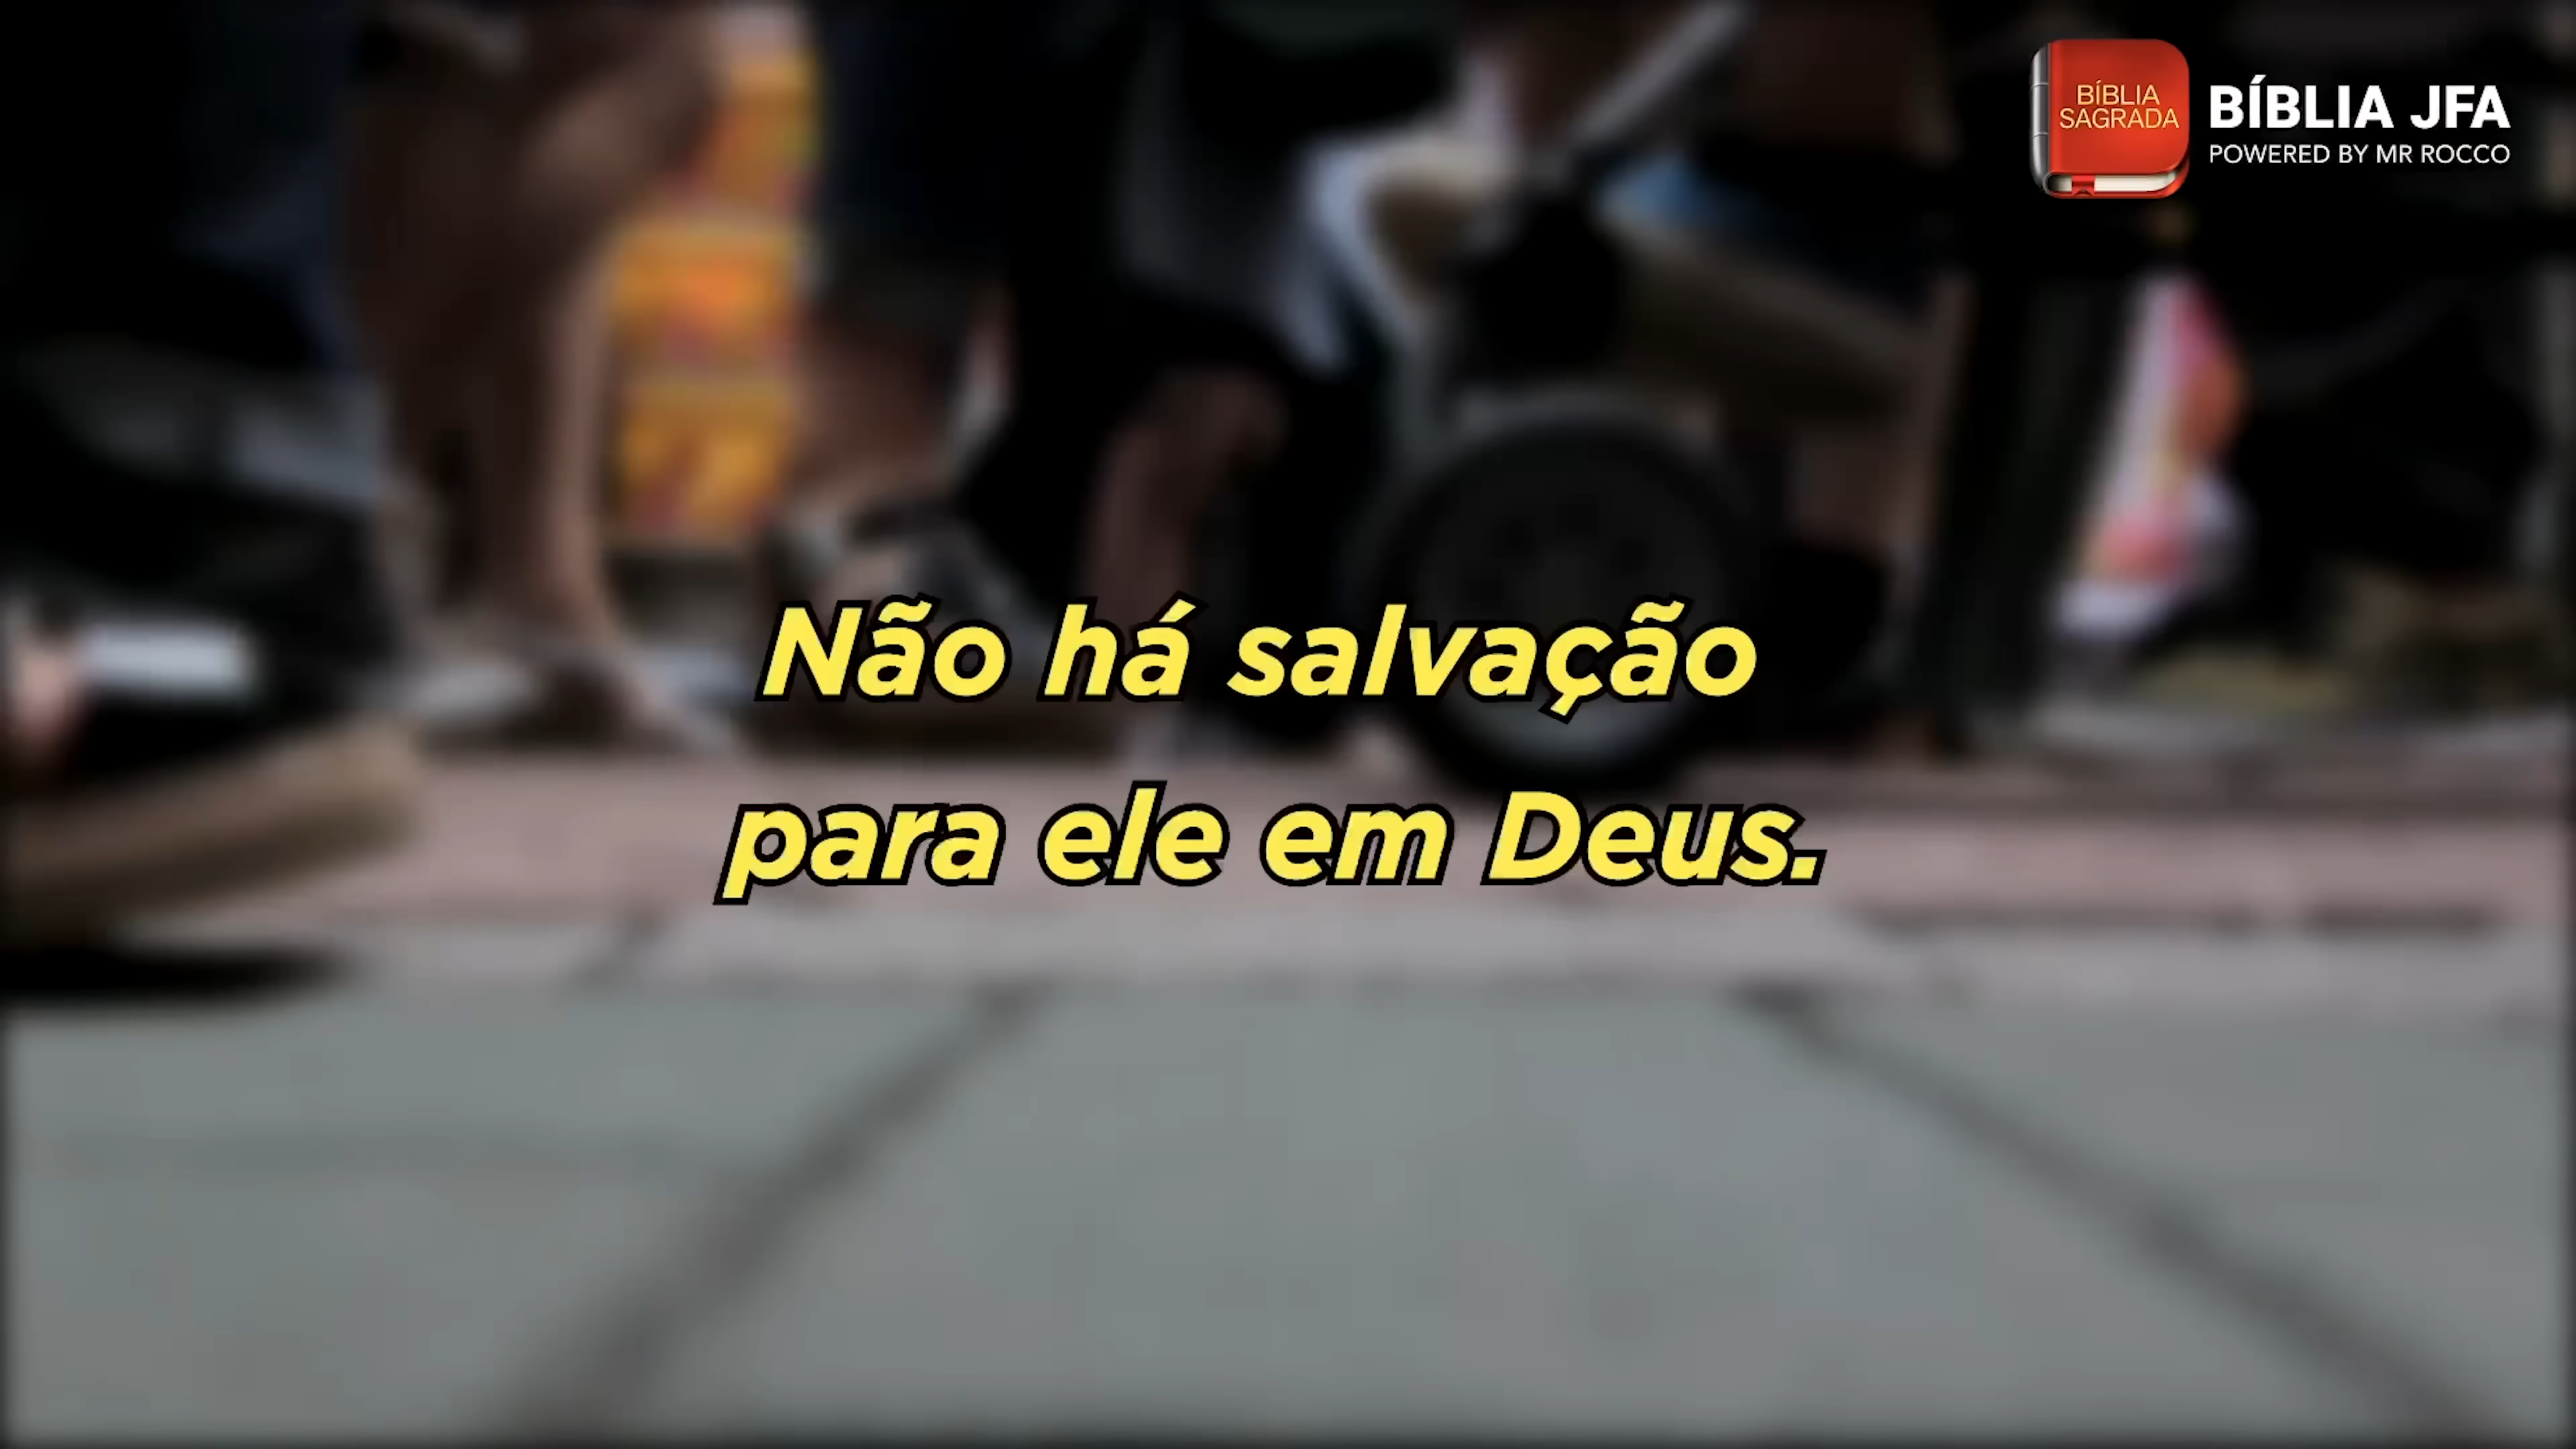 BÍBLIA
SAGRADA
BÍBLIA JFA
POWERED BY MR ROCCO
Não há salvação
para ele em Deus.